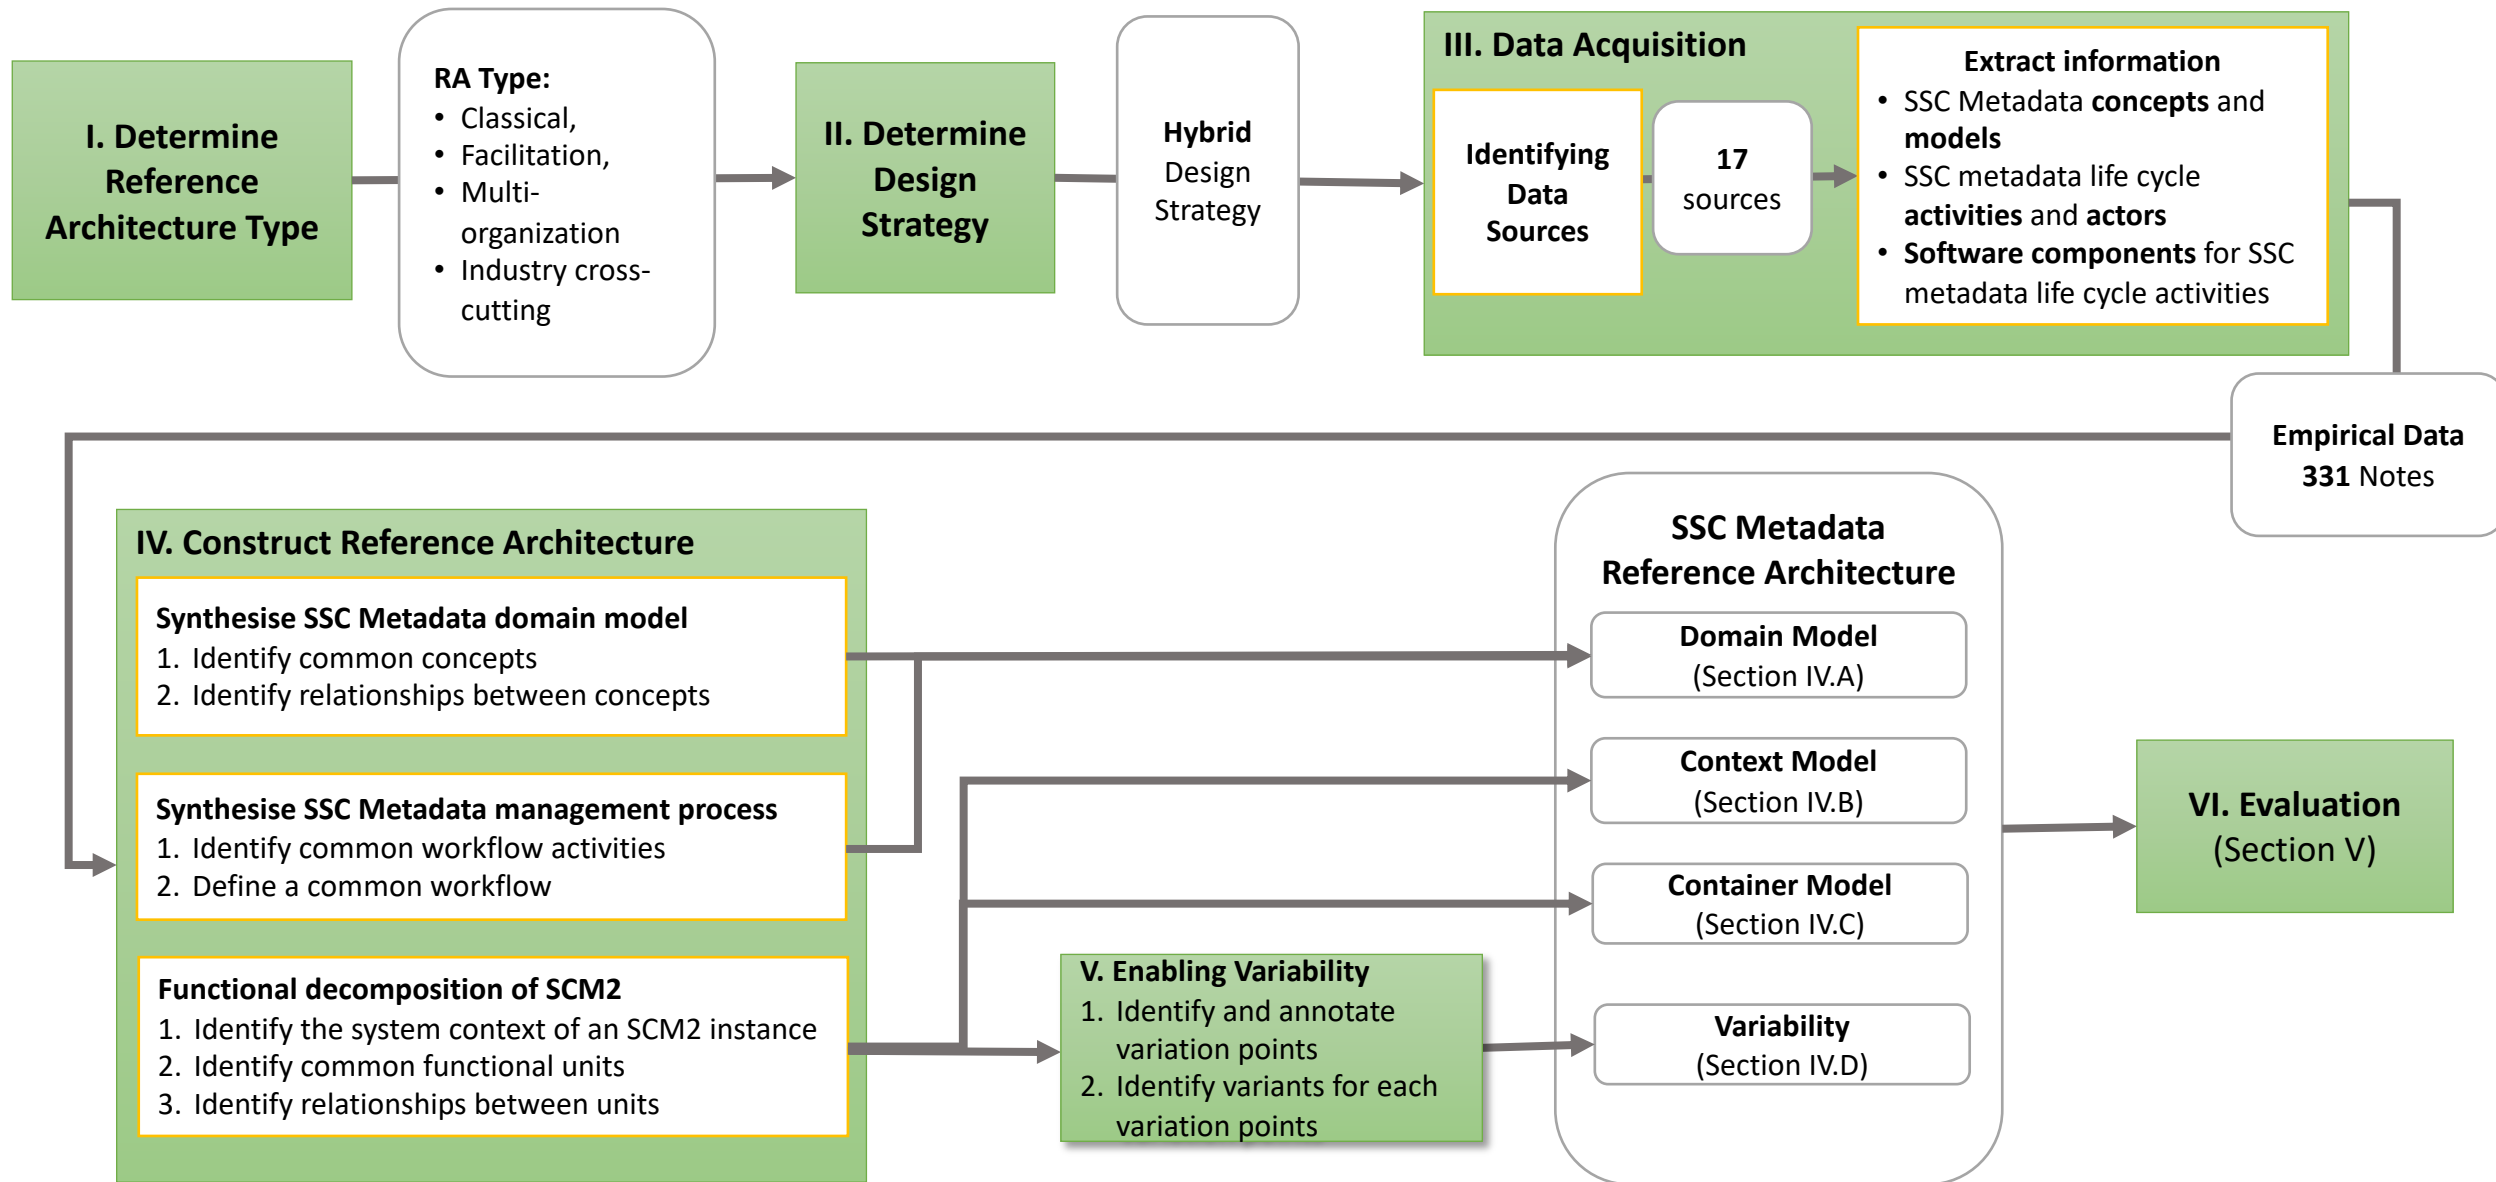 I. Determine
Reference
Architecture Type
RA Type:
• Classical,
• Facilitation,
• Multi-
organization
• Industry cross-
cutting
II. Determine
Design
Strategy
Hybrid
Design
Strategy
III. Data Acquisition
Identifying
Data
Sources
17
sources
Extract information
• SSC Metadata concepts and
models
• SSC metadata life cycle
activities and actors
• Software components for SSC
metadata life cycle activities
Empirical Data
331 Notes
IV. Construct Reference Architecture
Synthesise SSC Metadata domain model
1. Identify common concepts
2. Identify relationships between concepts
Synthesise SSC Metadata management process
1. Identify common workflow activities
2. Define a common workflow
Functional decomposition of SCM2
1. Identify the system context of an SCM2 instance
2. Identify common functional units
3. Identify relationships between units
V. Enabling Variability
1. Identify and annotate
variation points
2. Identify variants for each
variation points
SSC Metadata
Reference Architecture
Domain Model
(Section IV.A)
Context Model
(Section IV.B)
Container Model
(Section IV.C)
Variability
(Section IV.D)
VI. Evaluation
(Section V)